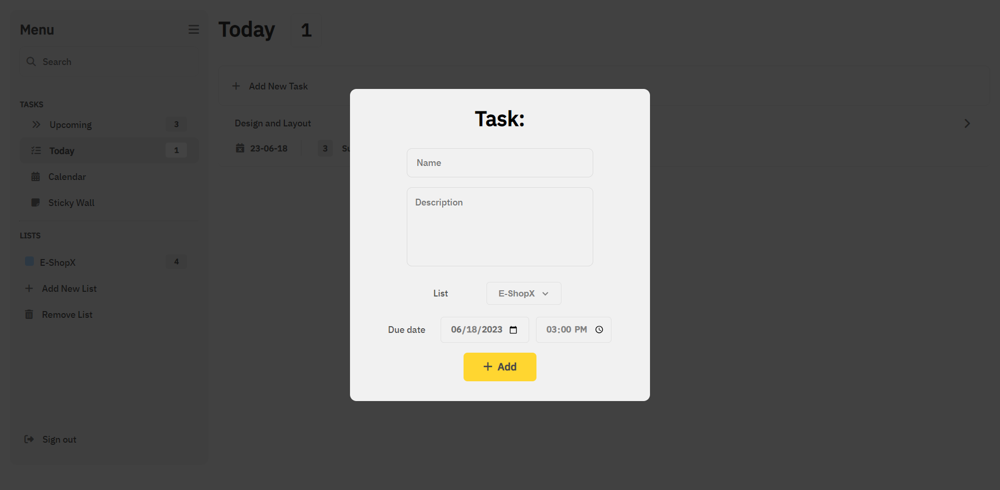 Menu
Search
TASKS
Upcoming 3
Today 1
Calendar
Sticky Wall
LISTS
E-ShopX 4
Add New List
Remove List
Sign out
Today 1
Add New Task
Design and Layout
23-06-18 3 Su
Task:
Name
Description
List E-ShopX
Due date 06/18/2023 03:00 PM
Add